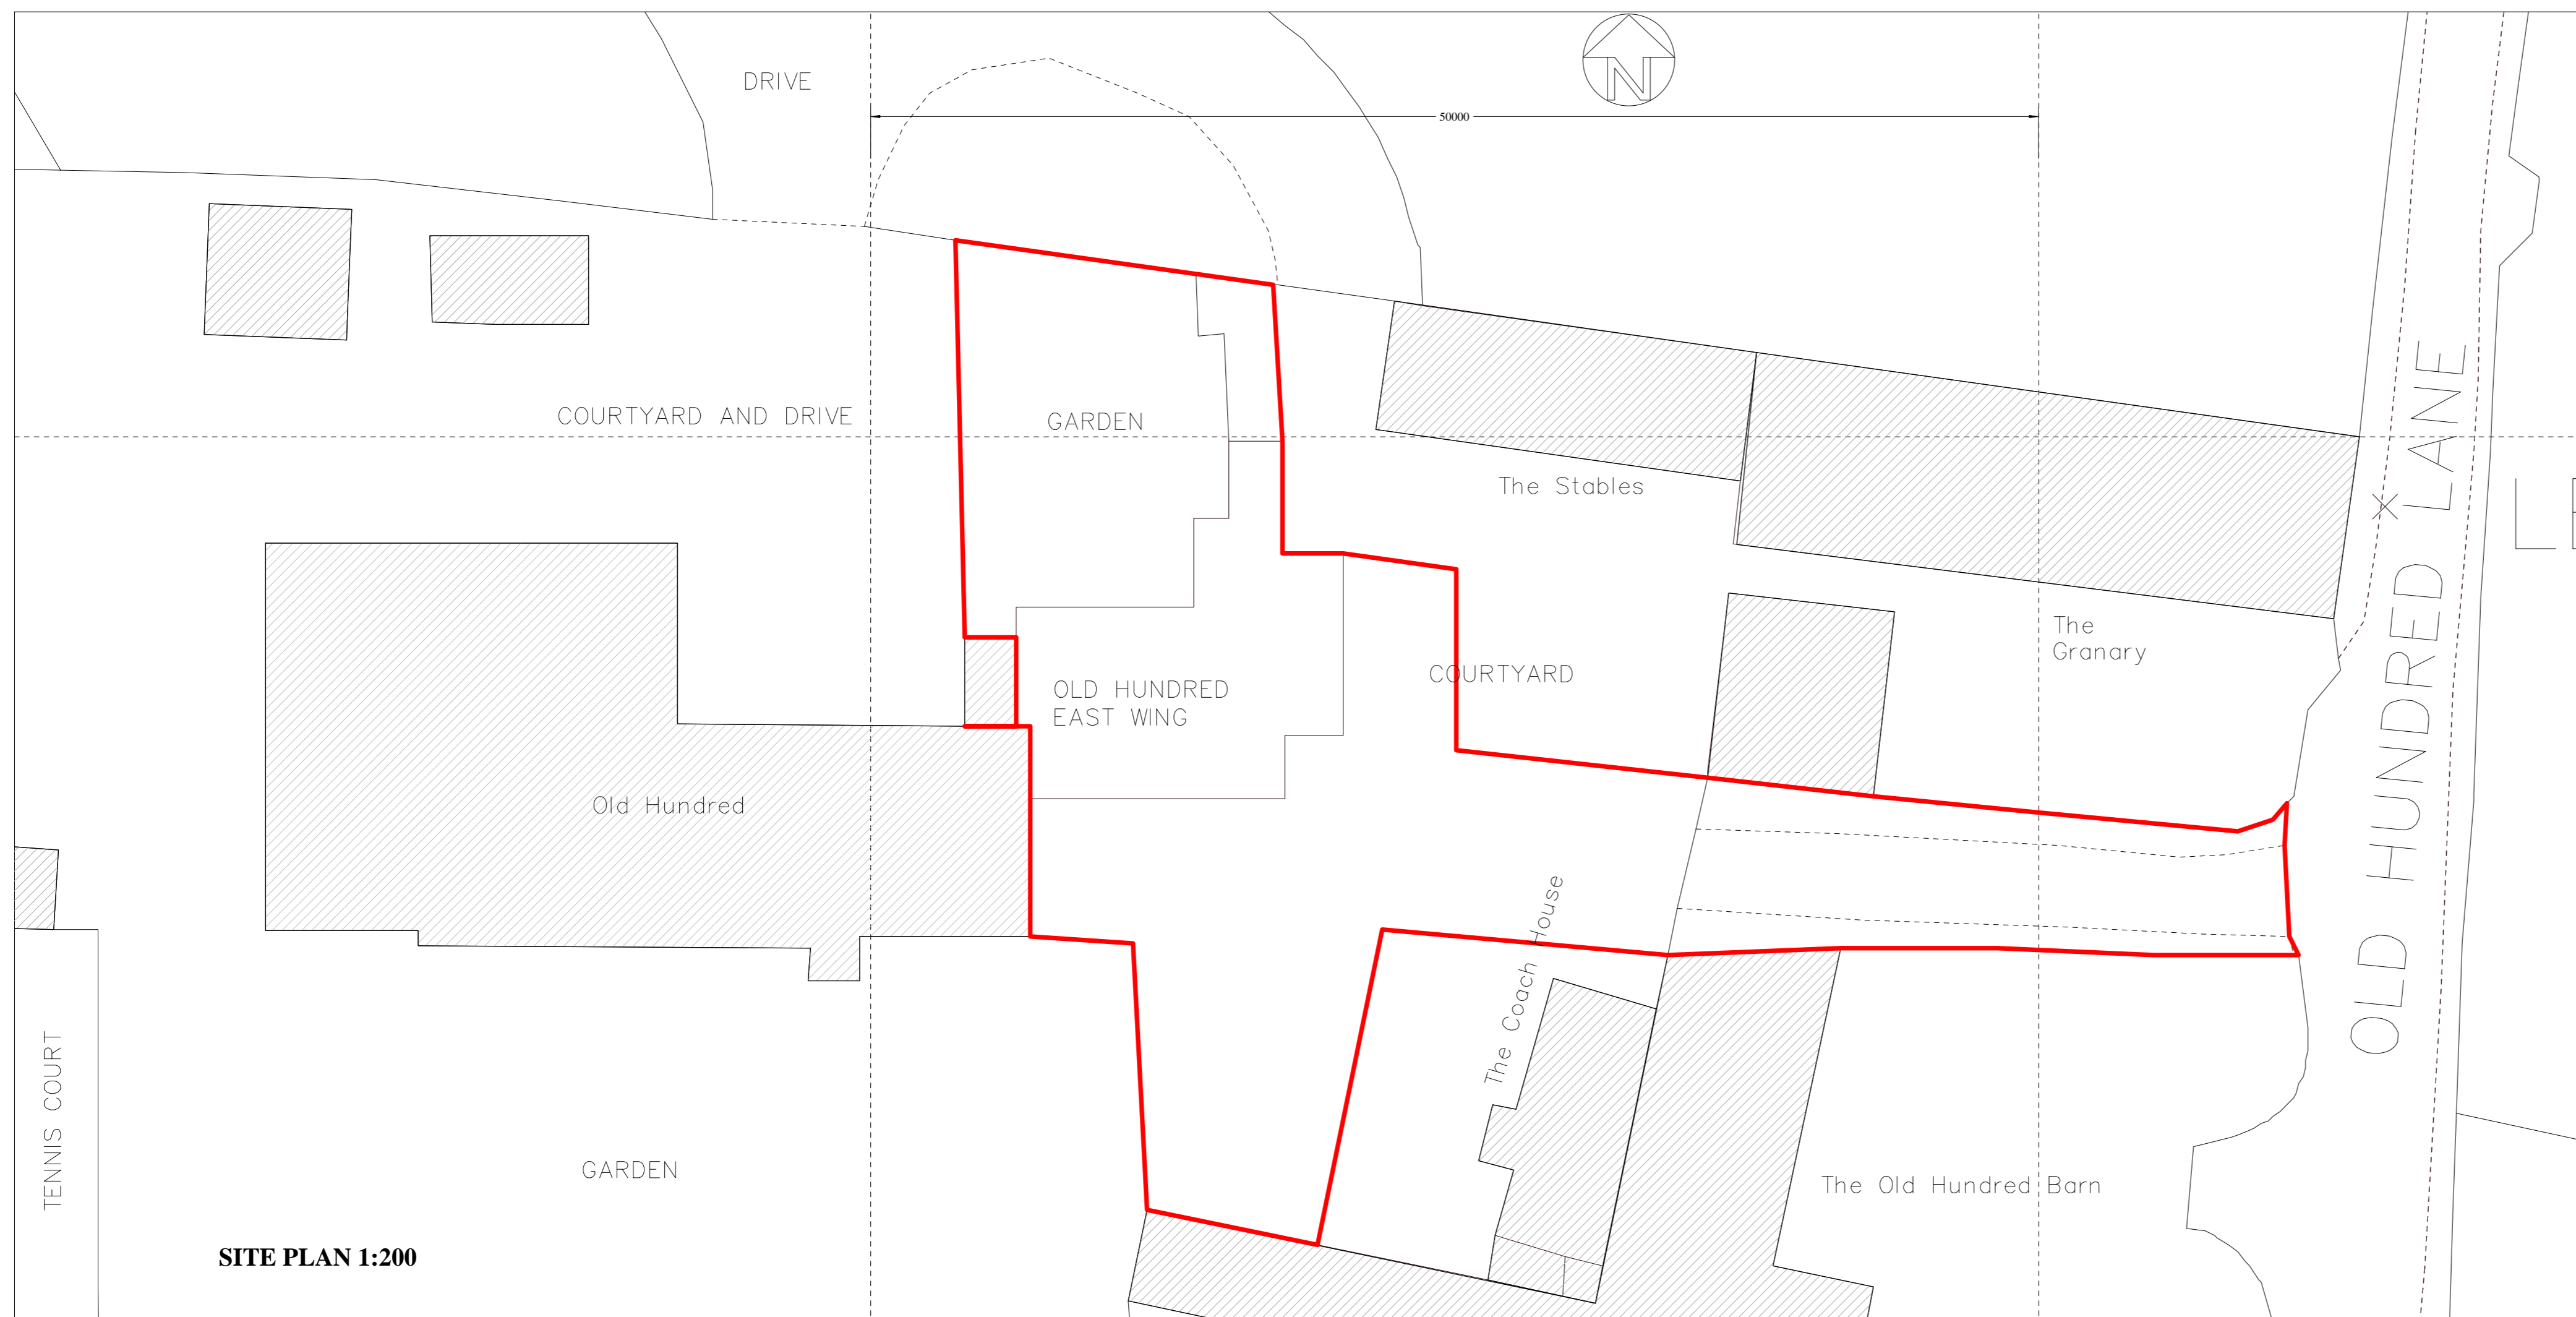 DRIVE
N
50000
COURTYARD AND DRIVE
GARDEN
The Stables
OLD HUNDRED LANE
The
Granary
COURTYARD
OLD HUNDRED
EAST WING
Old Hundred
The Coach House
TENNIS COURT
GARDEN
The Old Hundred Barn
SITE PLAN 1:200